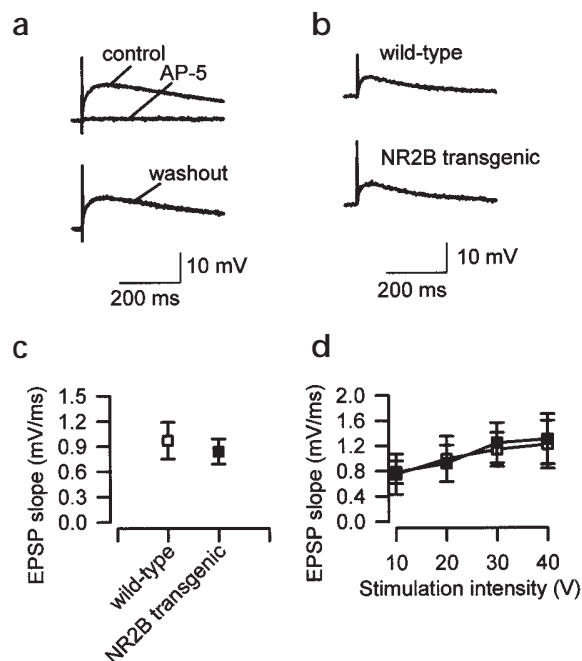 a
control
AP-5
washout
10 mV
200 ms
b
wild-type
NR2B transgenic
10 mV
200 ms
c
EPSP slope (mV/ms)
1.5
1.2
0.9
0.6
0.3
0.0
wild-type
NR2B transgenic
d
EPSP slope (mV/ms)
2.0
1.6
1.2
0.8
0.4
0.0
10 20 30 40
Stimulation intensity (V)